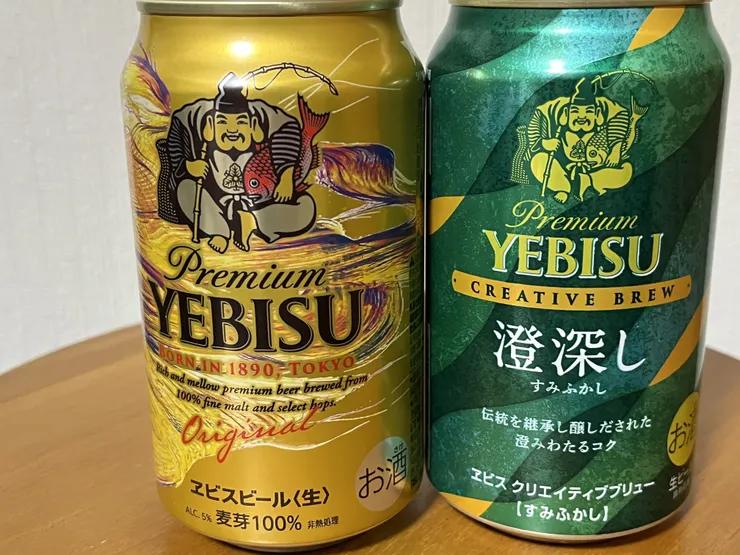 Premium
YEBISU
BORN IN 1890, TOKYO
Rich and mellow premium beer brewed from
100% fine malt and select hops.
Original
さけ
お酒
ヱビスビール〈生〉
ALC. 5% 麦芽100% 非熱処理
Premium
YEBISU
CREATIVE BREW
澄深し
すみふかし
伝統を継承し醸しだされた
澄みわたるコク
お酒
ヱビス クリエイティブブリュー
【すみふかし】